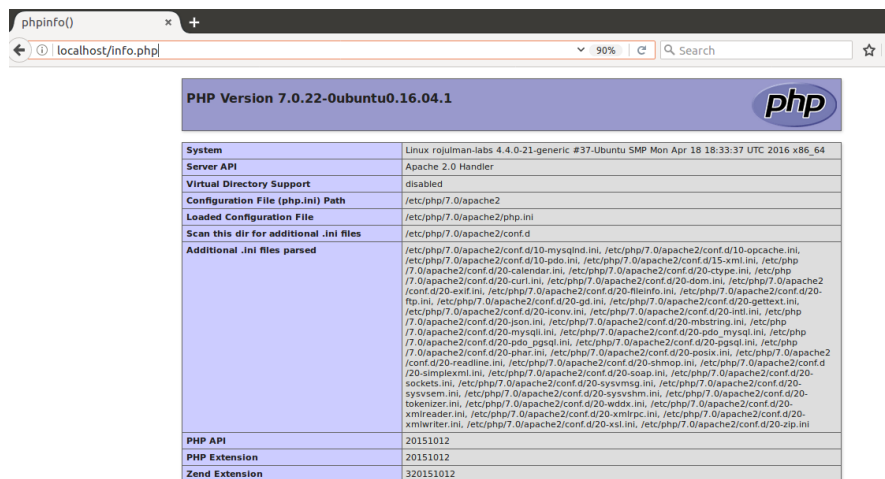 phpinfo()
localhost/info.php
90%
Search
PHP Version 7.0.22-0ubuntu0.16.04.1
php
System Linux rojulman-labs 4.4.0-21-generic #37-Ubuntu SMP Mon Apr 18 18:33:37 UTC 2016 x86_64
Server API Apache 2.0 Handler
Virtual Directory Support disabled
Configuration File (php.ini) Path /etc/php/7.0/apache2
Loaded Configuration File /etc/php/7.0/apache2/php.ini
Scan this dir for additional .ini files /etc/php/7.0/apache2/conf.d
Additional .ini files parsed /etc/php/7.0/apache2/conf.d/10-mysqlnd.ini, /etc/php/7.0/apache2/conf.d/10-opcache.ini,
/etc/php/7.0/apache2/conf.d/10-pdo.ini, /etc/php/7.0/apache2/conf.d/15-xml.ini, /etc/php
/7.0/apache2/conf.d/20-calendar.ini, /etc/php/7.0/apache2/conf.d/20-ctype.ini, /etc/php
/7.0/apache2/conf.d/20-curl.ini, /etc/php/7.0/apache2/conf.d/20-dom.ini, /etc/php/7.0/apache2
/conf.d/20-exif.ini, /etc/php/7.0/apache2/conf.d/20-fileinfo.ini, /etc/php/7.0/apache2/conf.d/20-
ftp.ini, /etc/php/7.0/apache2/conf.d/20-gd.ini, /etc/php/7.0/apache2/conf.d/20-gettext.ini,
/etc/php/7.0/apache2/conf.d/20-iconv.ini, /etc/php/7.0/apache2/conf.d/20-intl.ini, /etc/php
/7.0/apache2/conf.d/20-json.ini, /etc/php/7.0/apache2/conf.d/20-mbstring.ini, /etc/php
/7.0/apache2/conf.d/20-mysqli.ini, /etc/php/7.0/apache2/conf.d/20-pdo_mysql.ini, /etc/php
/7.0/apache2/conf.d/20-pdo_pgsql.ini, /etc/php/7.0/apache2/conf.d/20-pgsql.ini, /etc/php
/7.0/apache2/conf.d/20-phar.ini, /etc/php/7.0/apache2/conf.d/20-posix.ini, /etc/php/7.0/apache2
/conf.d/20-readline.ini, /etc/php/7.0/apache2/conf.d/20-shmop.ini, /etc/php/7.0/apache2/conf.d
/20-simplexml.ini, /etc/php/7.0/apache2/conf.d/20-soap.ini, /etc/php/7.0/apache2/conf.d/20-
sockets.ini, /etc/php/7.0/apache2/conf.d/20-sysvmsg.ini, /etc/php/7.0/apache2/conf.d/20-
sysvsem.ini, /etc/php/7.0/apache2/conf.d/20-sysvshm.ini, /etc/php/7.0/apache2/conf.d/20-
tokenizer.ini, /etc/php/7.0/apache2/conf.d/20-wddx.ini, /etc/php/7.0/apache2/conf.d/20-
xmlreader.ini, /etc/php/7.0/apache2/conf.d/20-xmlrpc.ini, /etc/php/7.0/apache2/conf.d/20-
xmlwriter.ini, /etc/php/7.0/apache2/conf.d/20-xsl.ini, /etc/php/7.0/apache2/conf.d/20-zip.ini
PHP API 20151012
PHP Extension 20151012
Zend Extension 320151012